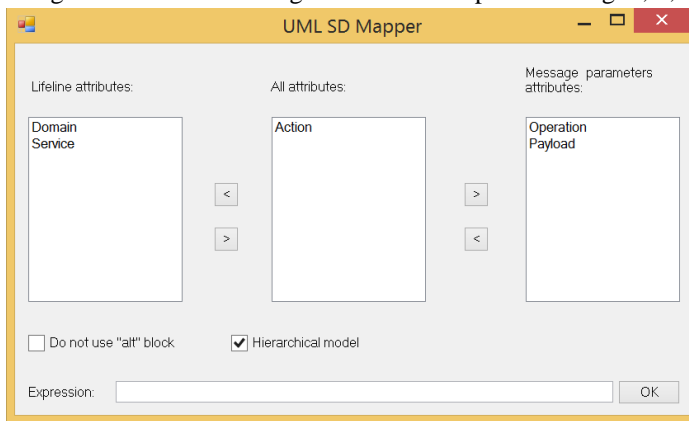 UML SD Mapper
Lifeline attributes:
All attributes:
Message parameters
attributes:
Domain
Service
Action
Operation
Payload
<
>
>
<
Do not use "alt" block
Hierarchical model
Expression:
OK